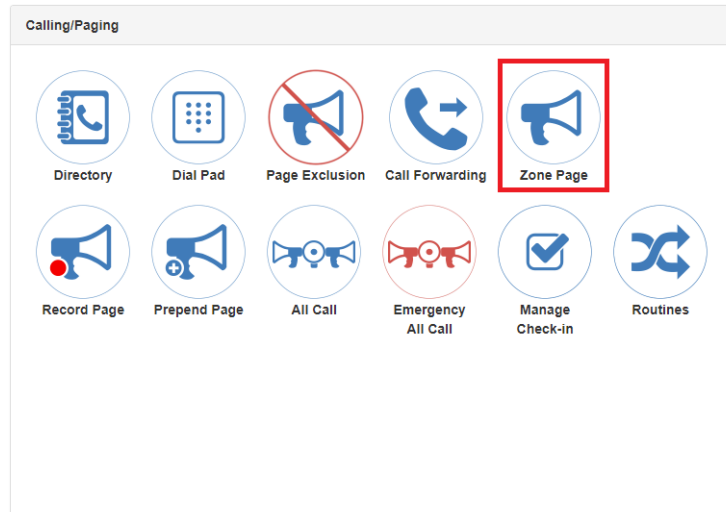 Calling/Paging
Directory
Dial Pad
Page Exclusion
Call Forwarding
Zone Page
Record Page
Prepend Page
All Call
Emergency
All Call
Manage
Check-in
Routines